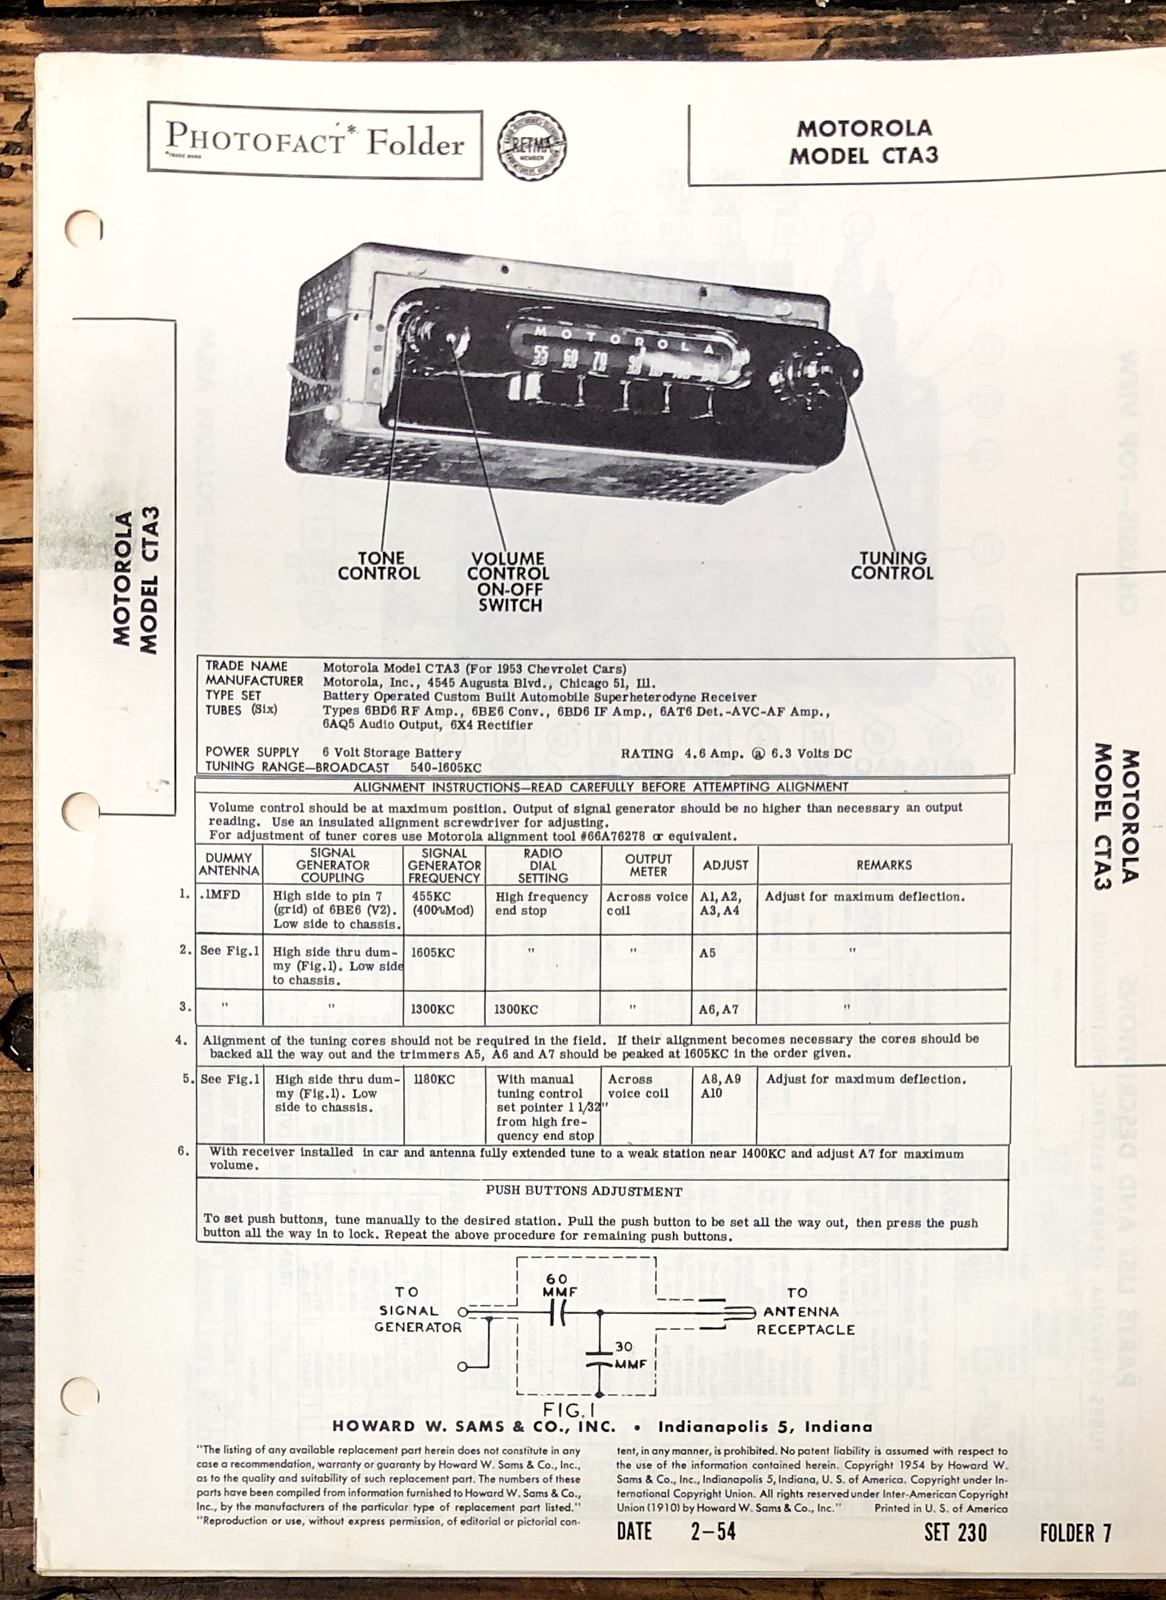 PHOTOFACT* Folder
*TRADE MARK
RETMA
MEMBER
MOTOROLA
MODEL CTA3
MOTOROLA
55 60 70
TONE
CONTROL
VOLUME
CONTROL
ON-OFF
SWITCH
TUNING
CONTROL
MOTOROLA
MODEL CTA3
MOTOROLA
MODEL CTA3
TRADE NAME Motorola Model CTA3 (For 1953 Chevrolet Cars)
MANUFACTURER Motorola, Inc., 4545 Augusta Blvd., Chicago 51, Ill.
TYPE SET Battery Operated Custom Built Automobile Superheterodyne Receiver
TUBES (Six) Types 6BD6 RF Amp., 6BE6 Conv., 6BD6 IF Amp., 6AT6 Det.-AVC-AF Amp.,
6AQ5 Audio Output, 6X4 Rectifier
POWER SUPPLY 6 Volt Storage Battery RATING 4.6 Amp. @ 6.3 Volts DC
TUNING RANGE—BROADCAST 540-1605KC
ALIGNMENT INSTRUCTIONS—READ CAREFULLY BEFORE ATTEMPTING ALIGNMENT
Volume control should be at maximum position. Output of signal generator should be no higher than necessary an output
reading. Use an insulated alignment screwdriver for adjusting.
For adjustment of tuner cores use Motorola alignment tool #66A76278 or equivalent.
DUMMY
ANTENNA
SIGNAL
GENERATOR
COUPLING
SIGNAL
GENERATOR
FREQUENCY
RADIO
DIAL
SETTING
OUTPUT
METER
ADJUST
REMARKS
1. .1MFD
High side to pin 7
(grid) of 6BE6 (V2).
Low side to chassis.
455KC
(400∿Mod)
High frequency
end stop
Across voice
coil
A1, A2,
A3, A4
Adjust for maximum deflection.
2. See Fig.1
High side thru dum-
my (Fig.1). Low side
to chassis.
1605KC
"
"
A5
"
3. "
"
1300KC
1300KC
"
A6, A7
"
4. Alignment of the tuning cores should not be required in the field. If their alignment becomes necessary the cores should be
backed all the way out and the trimmers A5, A6 and A7 should be peaked at 1605KC in the order given.
5. See Fig.1
High side thru dum-
my (Fig.1). Low
side to chassis.
1180KC
With manual
tuning control
set pointer 1 1/32"
from high fre-
quency end stop
Across
voice coil
A8, A9
A10
Adjust for maximum deflection.
6. With receiver installed in car and antenna fully extended tune to a weak station near 1400KC and adjust A7 for maximum
volume.
PUSH BUTTONS ADJUSTMENT
To set push buttons, tune manually to the desired station. Pull the push button to be set all the way out, then press the push
button all the way in to lock. Repeat the above procedure for remaining push buttons.
TO
SIGNAL
GENERATOR
60
MMF
30
MMF
TO
ANTENNA
RECEPTACLE
FIG.1
HOWARD W. SAMS & CO., INC. • Indianapolis 5, Indiana
"The listing of any available replacement part herein does not constitute in any
case a recommendation, warranty or guaranty by Howard W. Sams & Co., Inc.,
as to the quality and suitability of such replacement part. The numbers of these
parts have been compiled from information furnished to Howard W. Sams & Co.,
Inc., by the manufacturers of the particular type of replacement part listed."
"Reproduction or use, without express permission, of editorial or pictorial con-
tent, in any manner, is prohibited. No patent liability is assumed with respect to
the use of the information contained herein. Copyright 1954 by Howard W.
Sams & Co., Inc., Indianapolis 5, Indiana, U. S. of America. Copyright under In-
ternational Copyright Union. All rights reserved under Inter-American Copyright
Union (1910) by Howard W. Sams & Co., Inc." Printed in U. S. of America
DATE 2-54 SET 230 FOLDER 7